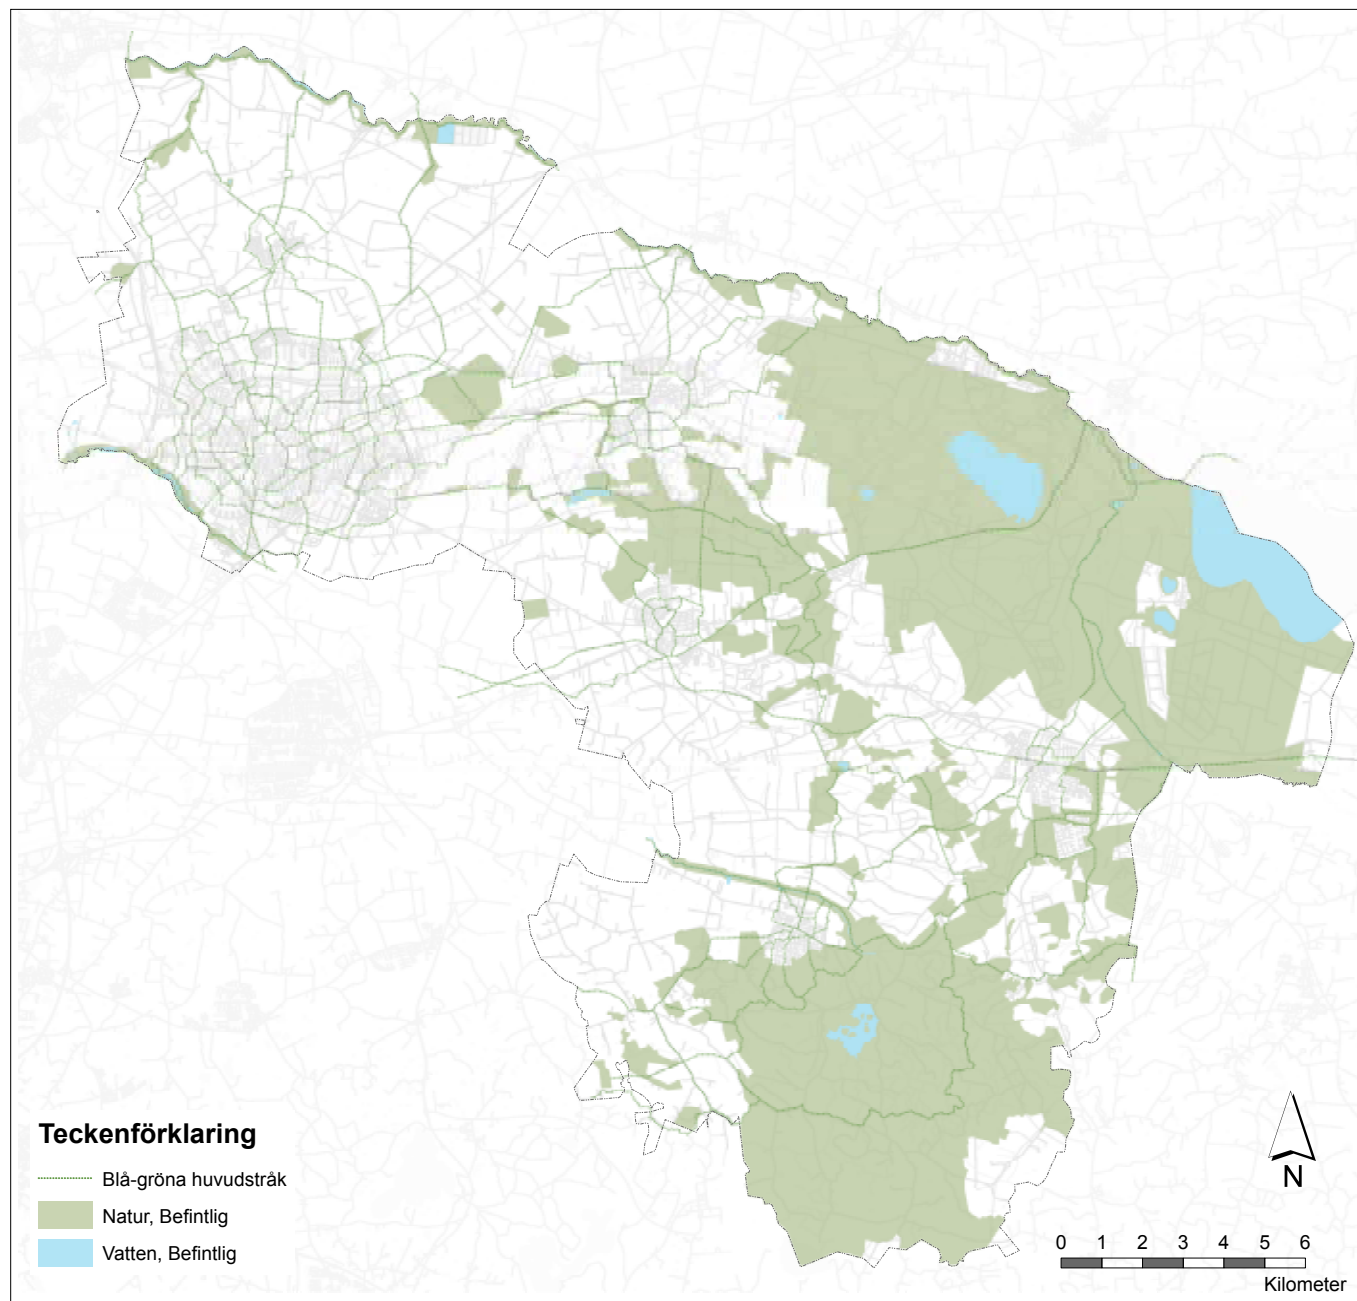 Teckenförklaring
Blå-gröna huvudstråk
Natur, Befintlig
Vatten, Befintlig
N
0 1 2 3 4 5 6
Kilometer